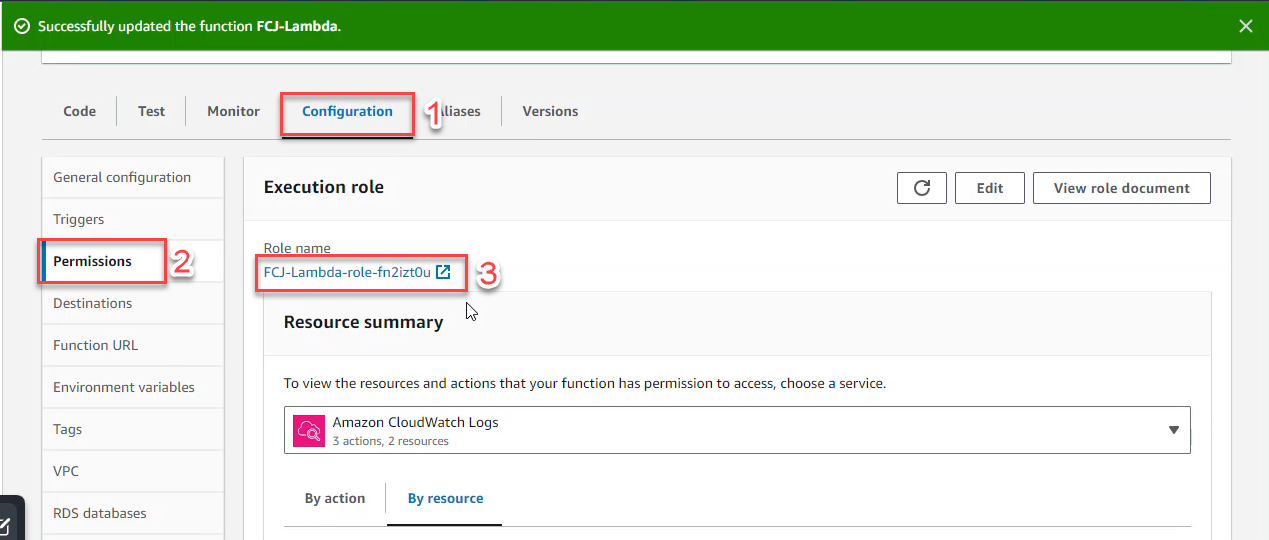 Successfully updated the function FCJ-Lambda.
Code Test Monitor Configuration 1 Aliases Versions
General configuration
Triggers
Permissions 2
Destinations
Function URL
Environment variables
Tags
VPC
RDS databases
Execution role
Edit View role document
Role name
FCJ-Lambda-role-fn2izt0u 3
Resource summary
To view the resources and actions that your function has permission to access, choose a service.
Amazon CloudWatch Logs
3 actions, 2 resources
By action By resource